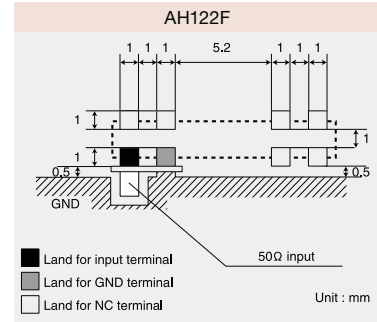 AH122F
1 1 1 5.2 1 1 1
1
1
1
0.5
0.5
GND
50Ω input
Land for input terminal
Land for GND terminal
Land for NC terminal
Unit : mm